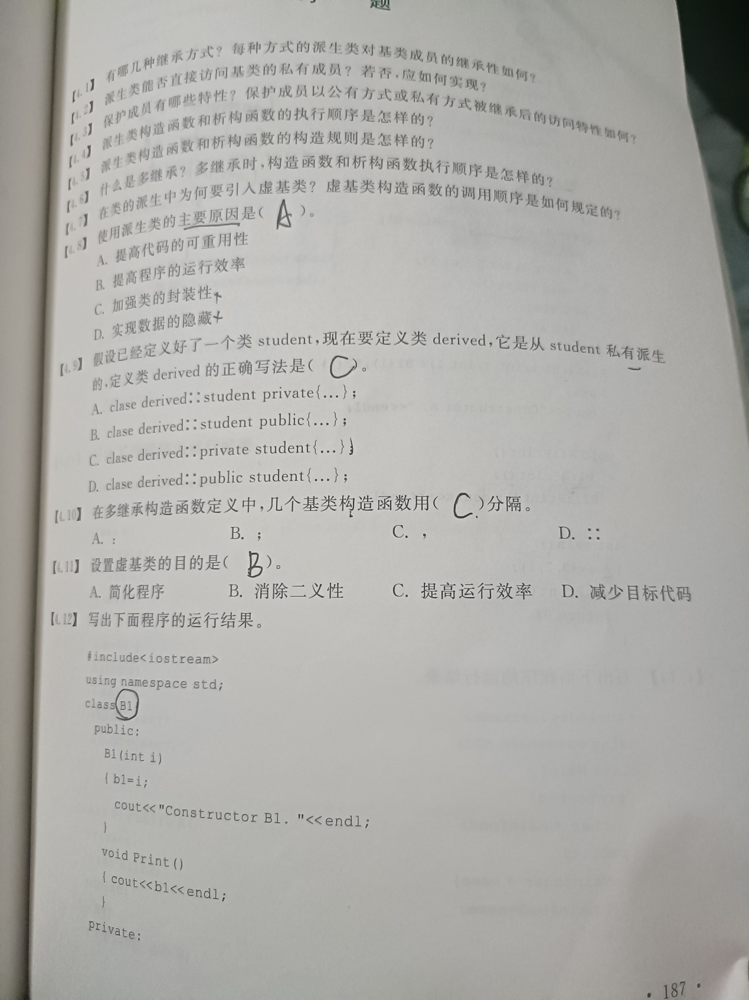 题
【4.1】 有哪几种继承方式？每种方式的派生类对基类成员的继承性如何？
【4.2】 派生类能否直接访问基类的私有成员？若否,应如何实现？
【4.3】 保护成员有哪些特性？保护成员以公有方式或私有方式被继承后的访问特性如何？
【4.4】 派生类构造函数和析构函数的执行顺序是怎样的？
【4.5】 派生类构造函数和析构函数的构造规则是怎样的？
【4.6】 什么是多继承？多继承时,构造函数和析构函数执行顺序是怎样的？
【4.7】 在类的派生中为何要引入虚基类？虚基类构造函数的调用顺序是如何规定的？
【4.8】 使用派生类的主要原因是( A )。
A. 提高代码的可重用性
B. 提高程序的运行效率
C. 加强类的封装性
D. 实现数据的隐藏
【4.9】 假设已经定义好了一个类 student,现在要定义类 derived,它是从 student 私有派生
的,定义类 derived 的正确写法是( C )。
A. clase derived∷student private{…};
B. clase derived∷student public{…};
C. clase derived∷private student{…};
D. clase derived∷public student{…};
【4.10】 在多继承构造函数定义中,几个基类构造函数用( C )分隔。
A. : B. ; C. , D. ∷
【4.11】 设置虚基类的目的是( B )。
A. 简化程序 B. 消除二义性 C. 提高运行效率 D. 减少目标代码
【4.12】 写出下面程序的运行结果。
#include<iostream>
using namespace std;
class B1{
public:
B1(int i)
{ b1=i;
cout<<"Constructor B1. "<<endl;
}
void Print()
{ cout<<b1<<endl;
}
private:
· 187 ·